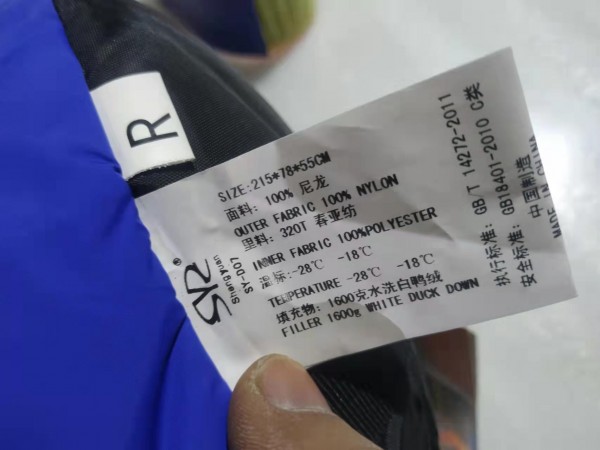 R
SYR®
ShengYuan
SY-D07
SIZE:215*78*55CM
面料: 100% 尼龙
OUTER FABRIC 100% NYLON
里料: 320T 春亚纺
INNER FABRIC 100%POLYESTER
温标:-28℃ -18℃
TEMPERATURE -28℃ -18℃
填充物: 1600克水洗白鸭绒
FILLER 1600g WHITE DUCK DOWN
执行标准: GB/T 14272-2011
安全标准: GB18401-2010 C类
中国制造
MADE IN CHINA